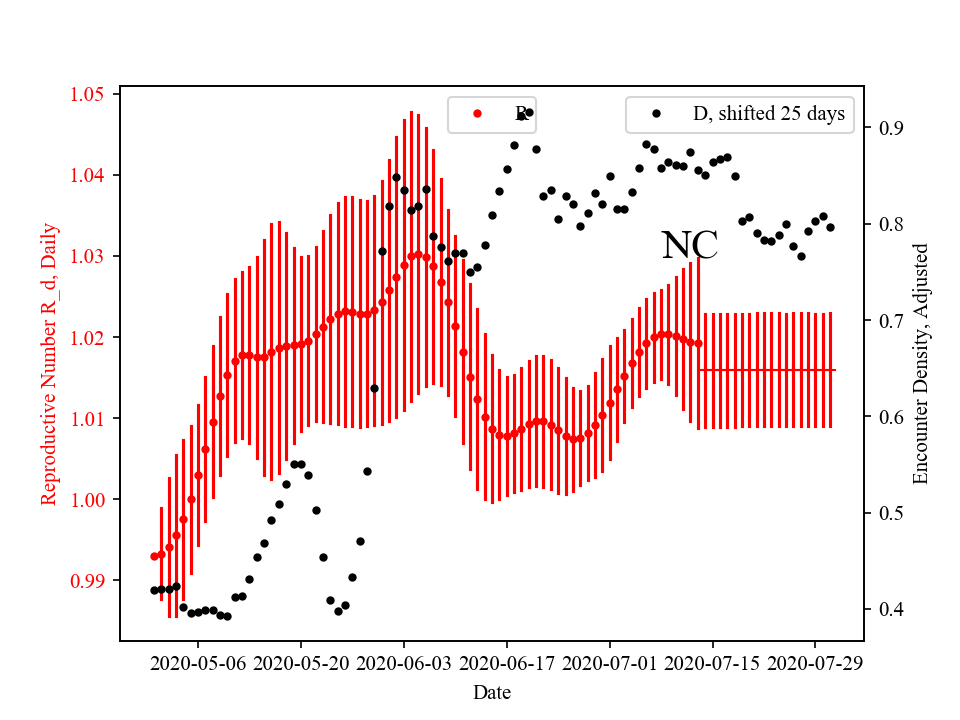 R
D, shifted 25 days
NC
Reproductive Number R_d, Daily
1.05
1.04
1.03
1.02
1.01
1.00
0.99
0.9
0.8
0.7
0.6
0.5
0.4
Encounter Density, Adjusted
2020-05-06 2020-05-20 2020-06-03 2020-06-17 2020-07-01 2020-07-15 2020-07-29
Date